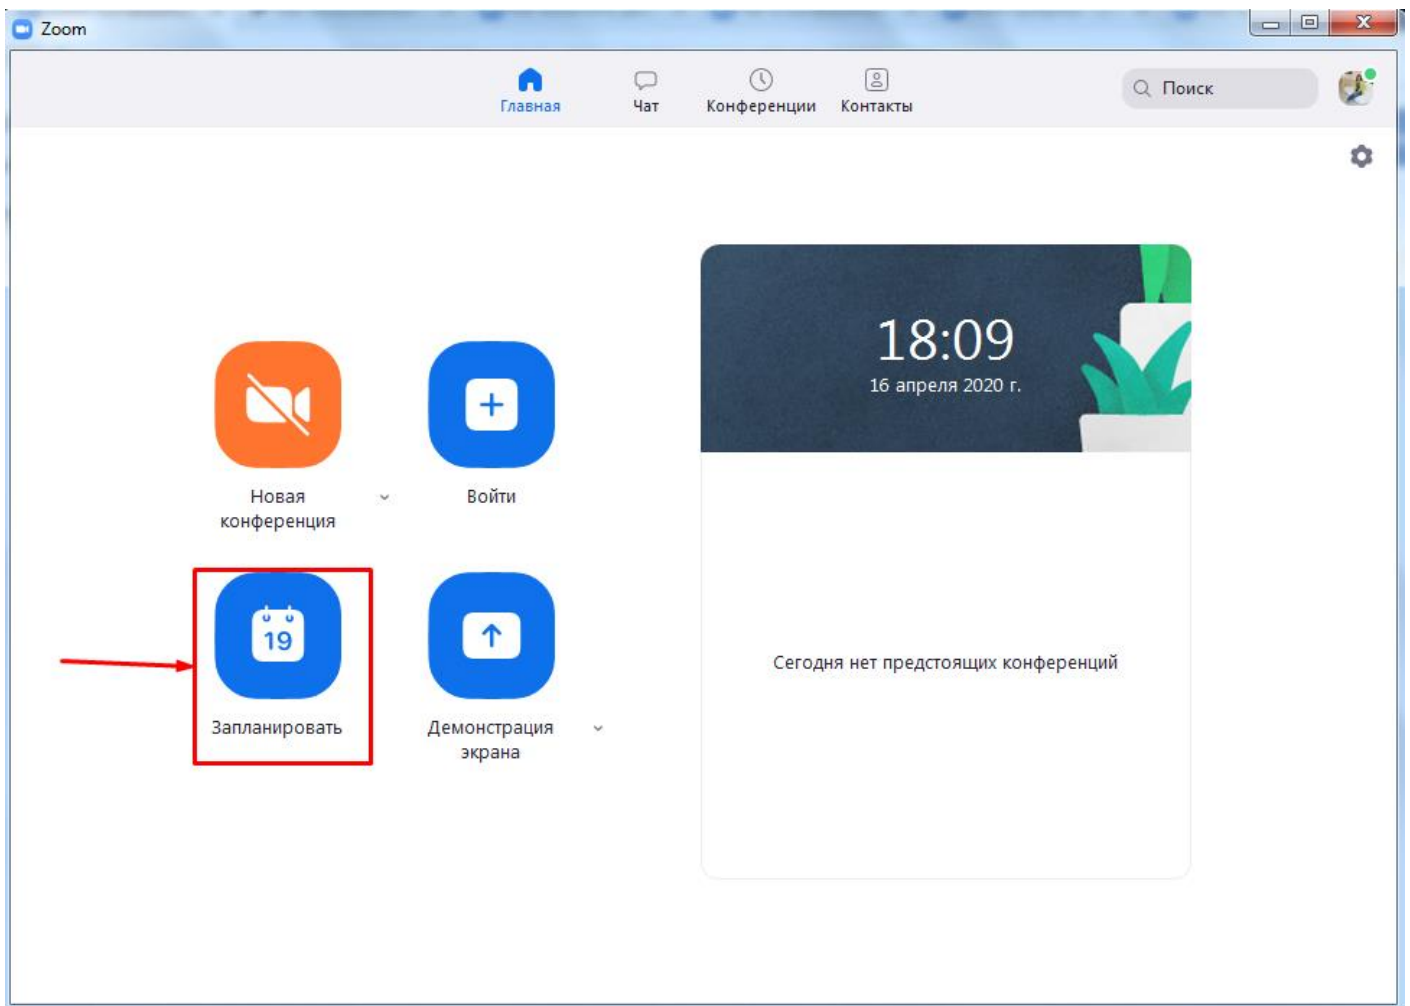 Zoom
Главная
Чат
Конференции
Контакты
Поиск
18:09
16 апреля 2020 г.
Новая
конференция
Войти
19
Запланировать
Демонстрация
экрана
Сегодня нет предстоящих конференций